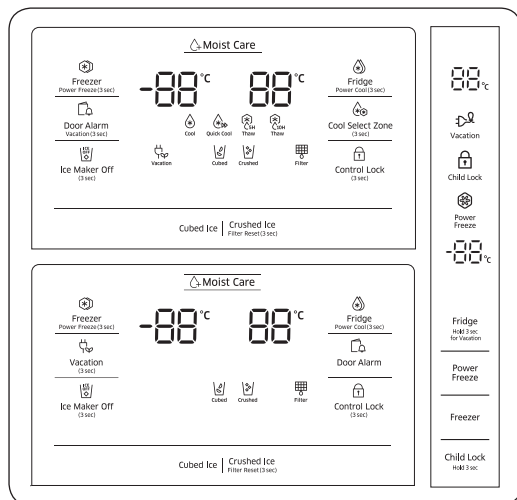 Moist Care
Freezer
Power Freeze (3 sec)
-88°C
88°C
Fridge
Power Cool (3 sec)
Door Alarm
Vacation (3 sec)
Cool
Quick Cool
5H
Thaw
10H
Thaw
Cool Select Zone
(3 sec)
ICE OFF
Ice Maker Off
(3 sec)
Vacation
Cubed
Crushed
Filter
Control Lock
(3 sec)
Cubed Ice | Crushed Ice
Filter Reset (3 sec)
Moist Care
Freezer
Power Freeze (3 sec)
-88°C
88°C
Fridge
Power Cool (3 sec)
Vacation
(3 sec)
Door Alarm
ICE OFF
Ice Maker Off
(3 sec)
Cubed
Crushed
Filter
Control Lock
(3 sec)
Cubed Ice | Crushed Ice
Filter Reset (3 sec)
88°C
Vacation
Child Lock
Power
Freeze
-88°C
Fridge
Hold 3 sec
for Vacation
Power
Freeze
Freezer
Child Lock
Hold 3 sec